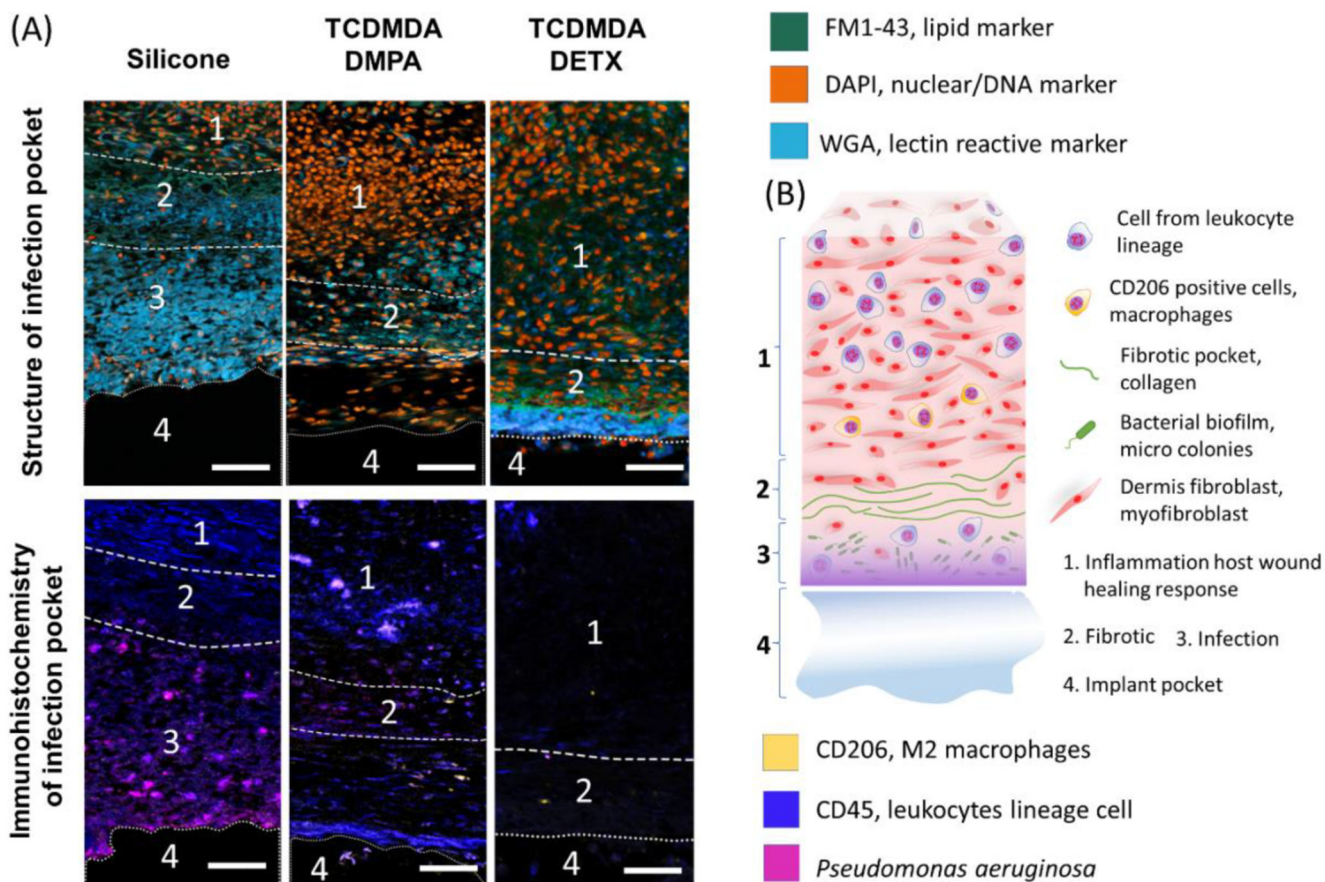 (A)
Silicone
TCDMDA
DMPA
TCDMDA
DETX
Structure of infection pocket
1
2
3
4
1
2
4
1
2
4
Immunohistochemistry
of infection pocket
1
2
3
4
1
2
4
1
2
4
FM1-43, lipid marker
DAPI, nuclear/DNA marker
WGA, lectin reactive marker
(B)
1
2
3
4
Cell from leukocyte
lineage
CD206 positive cells,
macrophages
Fibrotic pocket,
collagen
Bacterial biofilm,
micro colonies
Dermis fibroblast,
myofibroblast
1. Inflammation host wound
healing response
2. Fibrotic 3. Infection
4. Implant pocket
CD206, M2 macrophages
CD45, leukocytes lineage cell
Pseudomonas aeruginosa